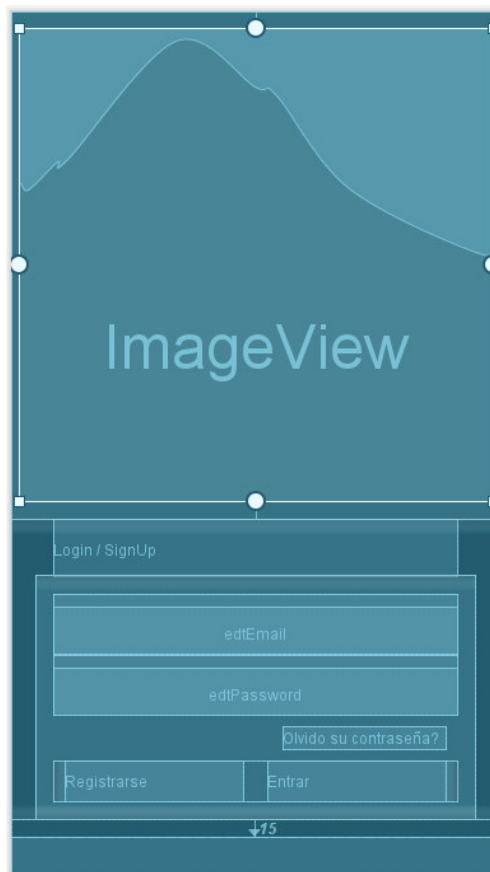 ImageView
Login / SignUp
edtEmail
edtPassword
Olvido su contraseña?
Registrarse Entrar
15